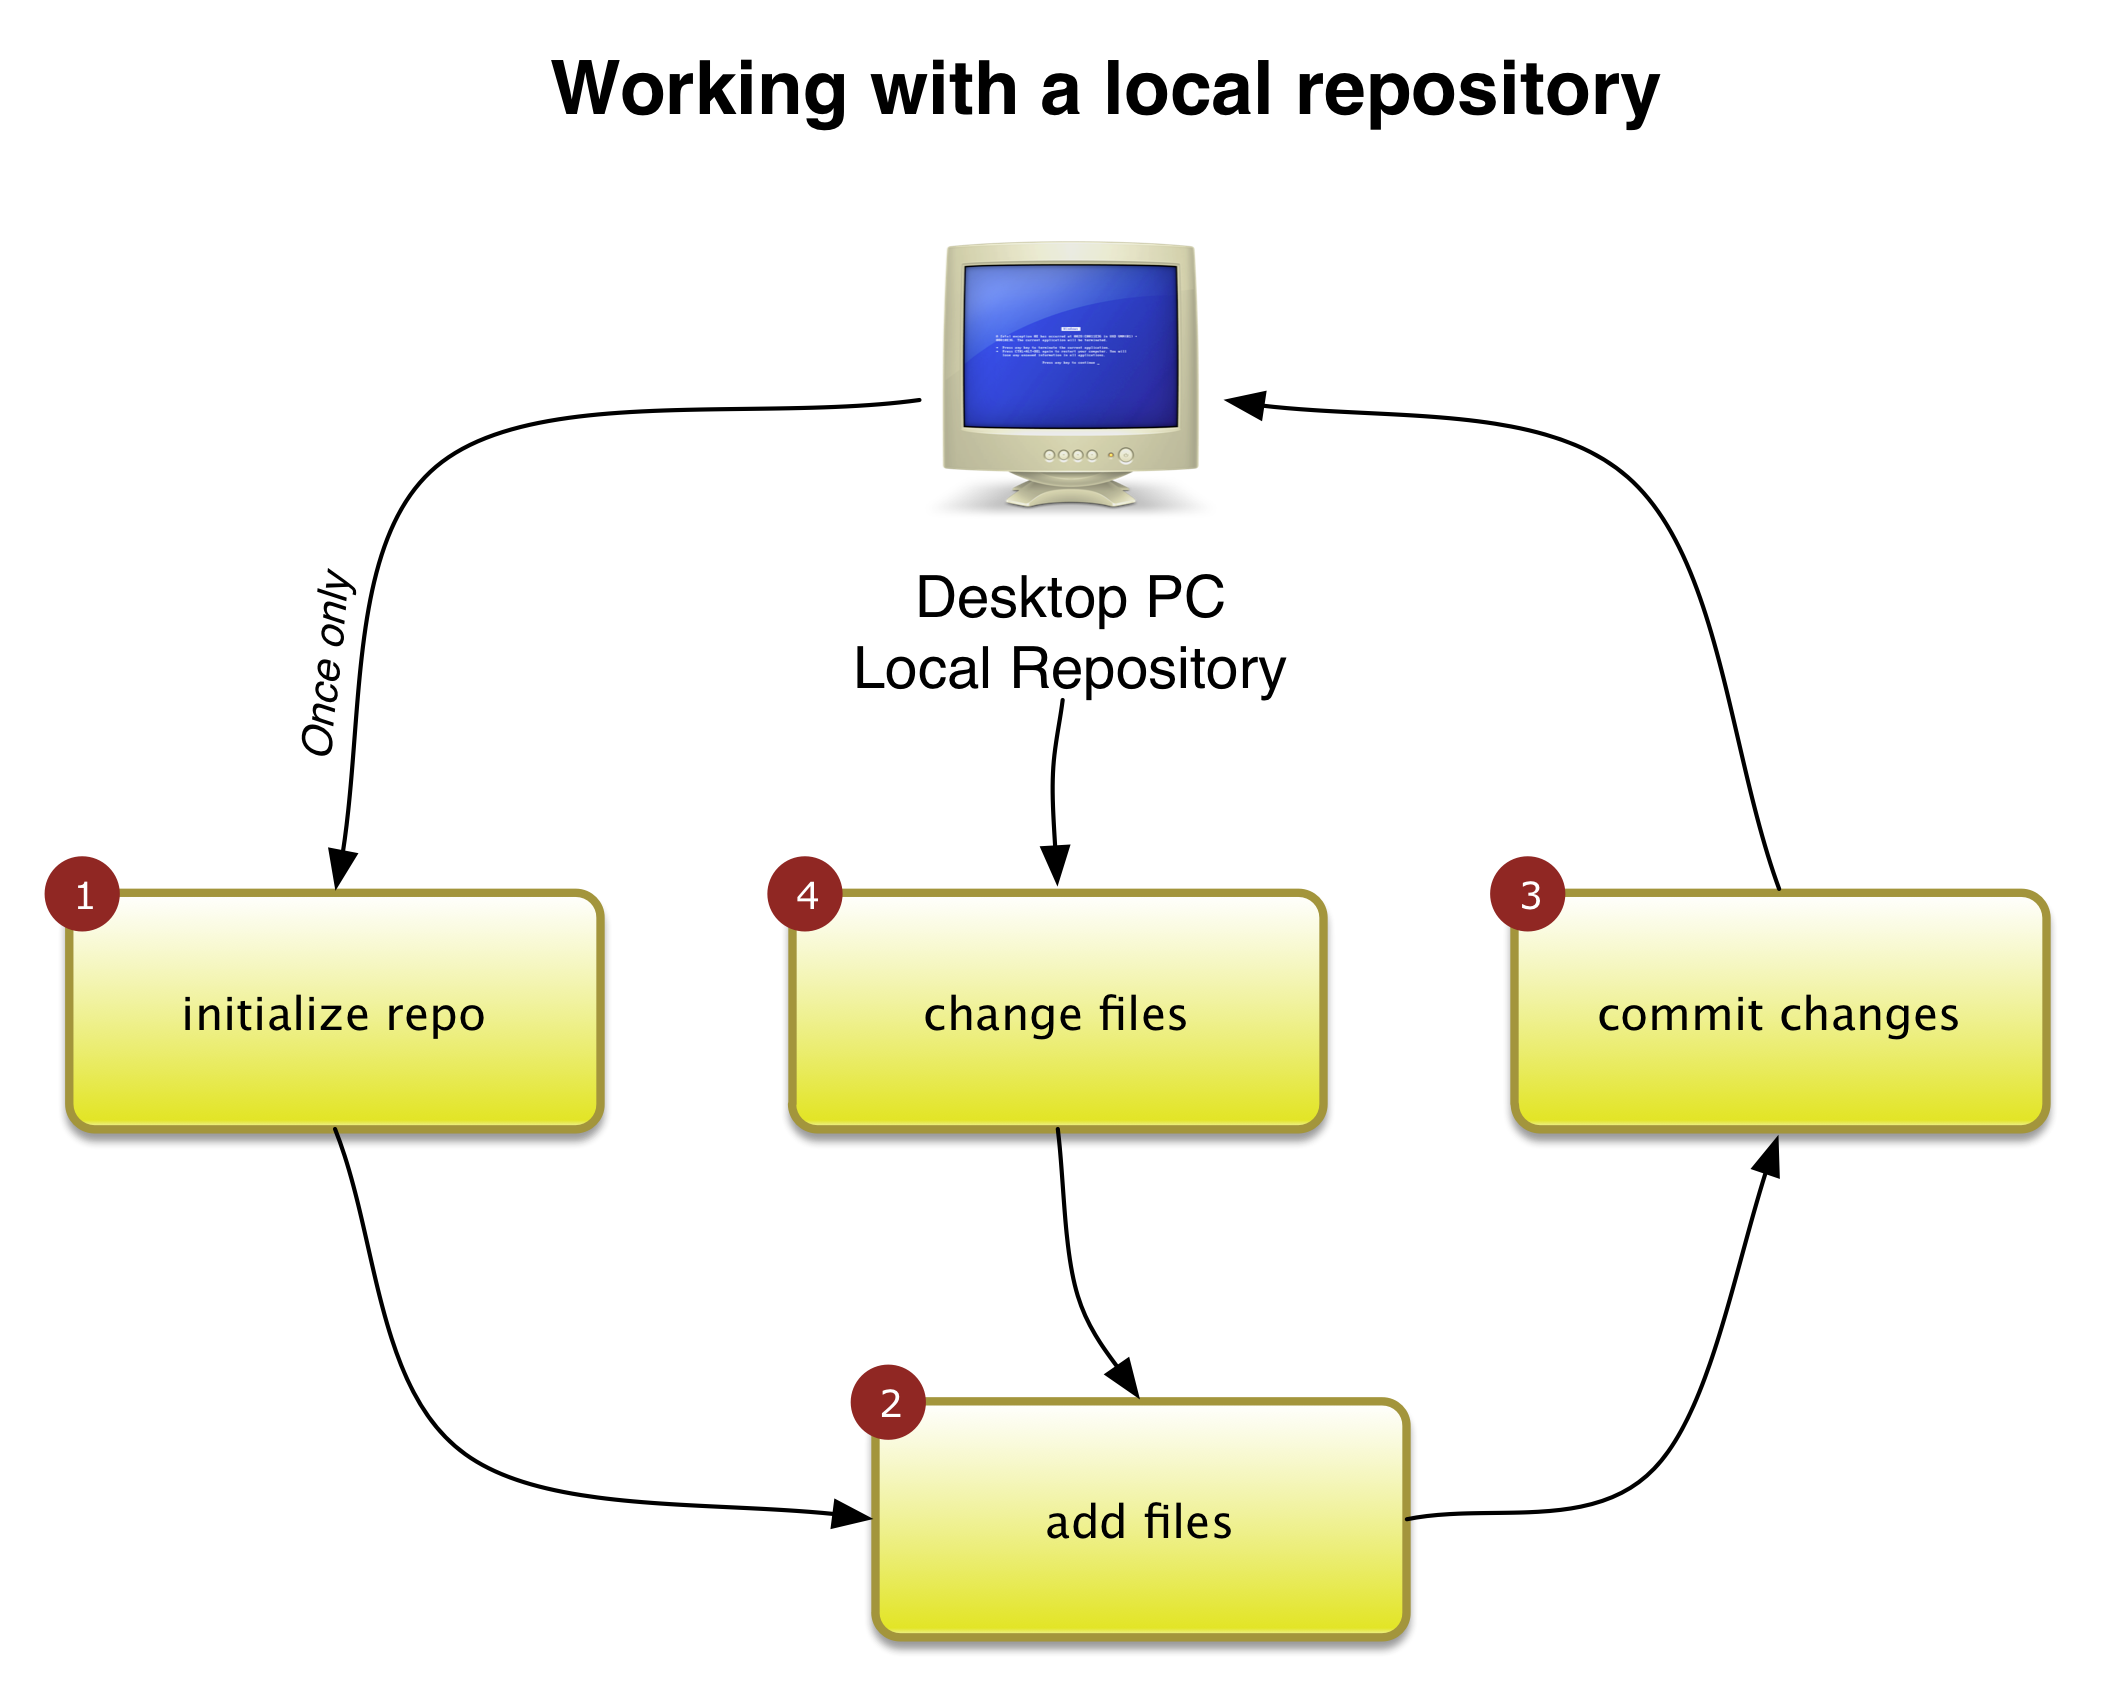 Working with a local repository
Desktop PC
Local Repository
Once only
1
initialize repo
4
change files
3
commit changes
2
add files